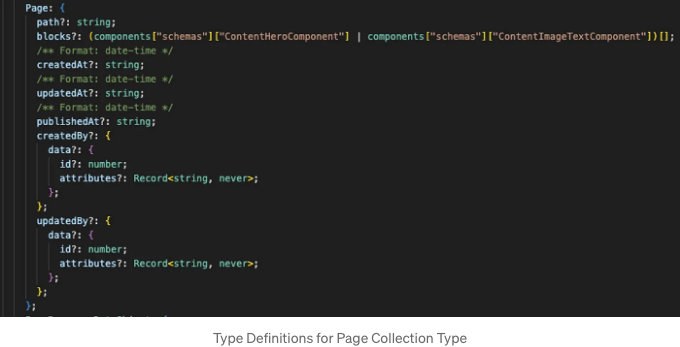 Page: {
path?: string;
blocks?: (components["schemas"]["ContentHeroComponent"] | components["schemas"]["ContentImageTextComponent"])[];
/** Format: date-time */
createdAt?: string;
/** Format: date-time */
updatedAt?: string;
/** Format: date-time */
publishedAt?: string;
createdBy?: {
data?: {
id?: number;
attributes?: Record<string, never>;
};
};
updatedBy?: {
data?: {
id?: number;
attributes?: Record<string, never>;
};
};
};
Type Definitions for Page Collection Type